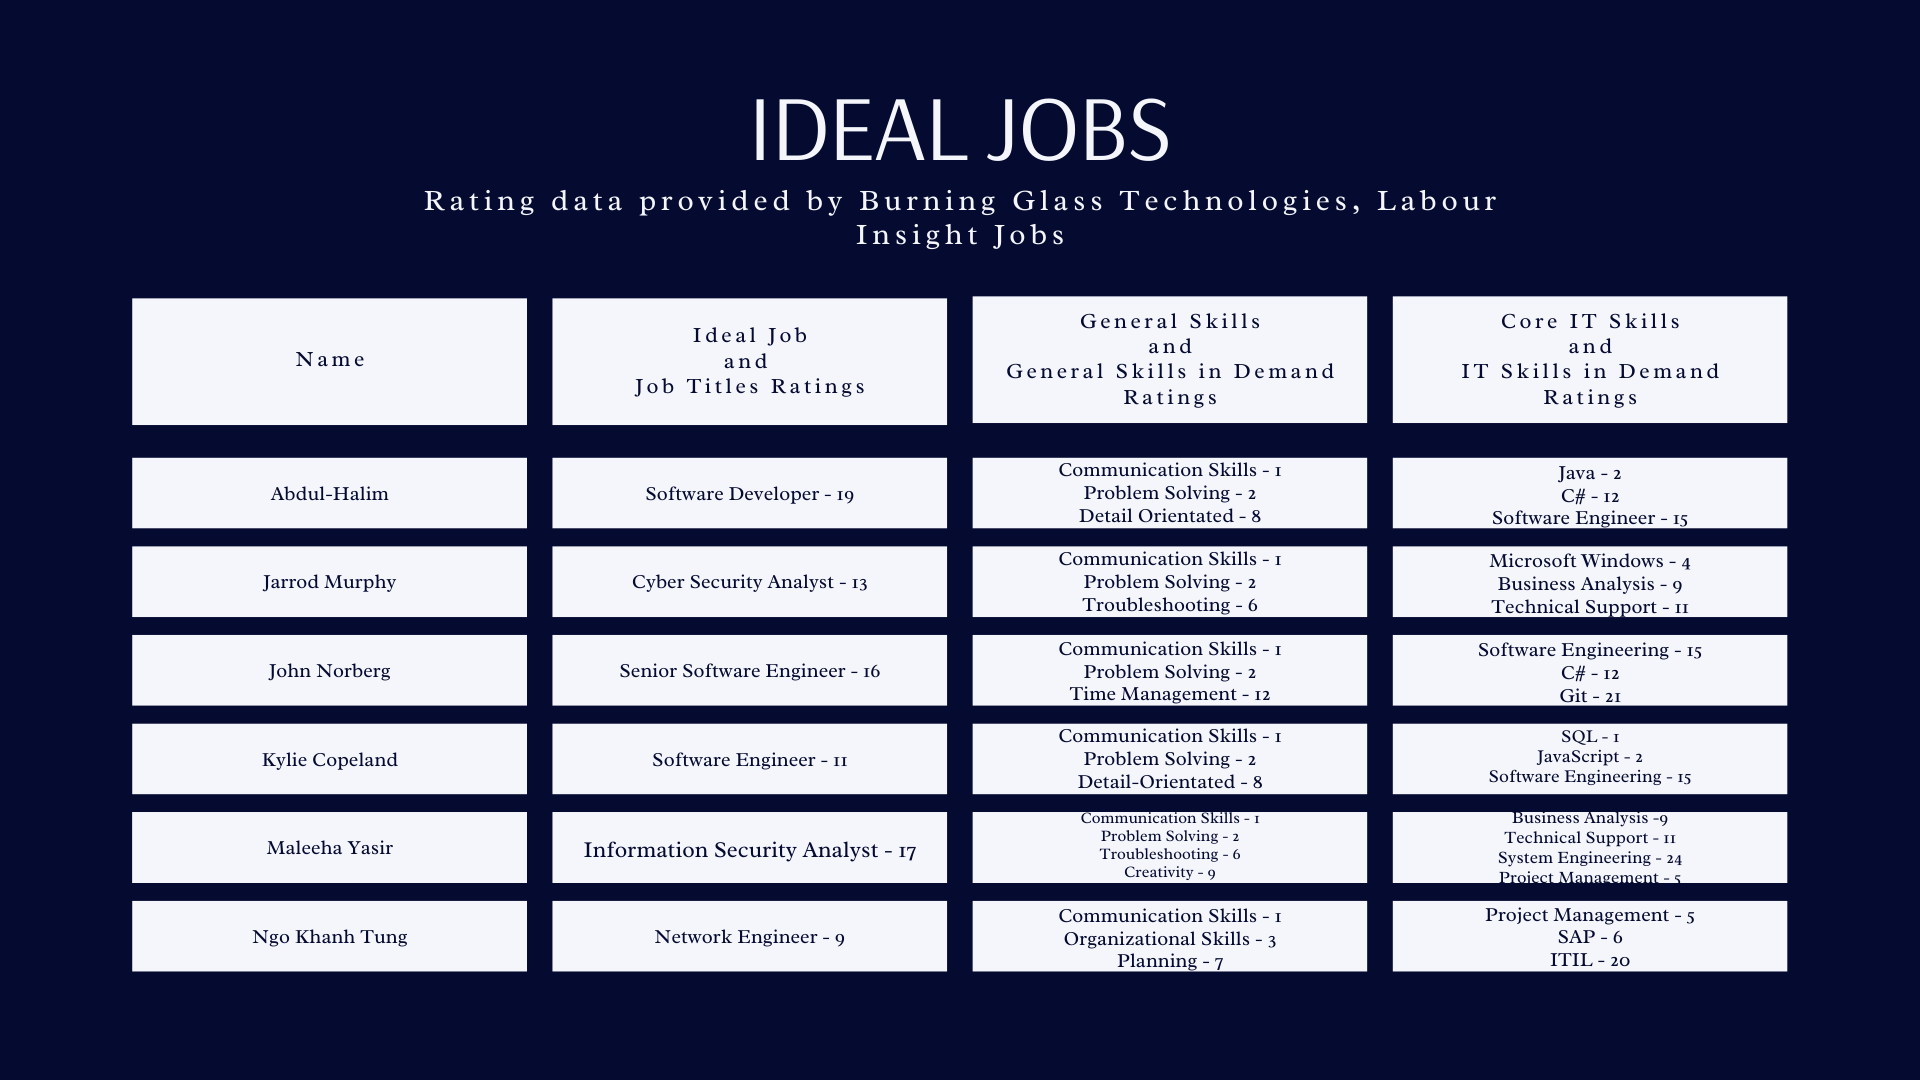 IDEAL JOBS
Rating data provided by Burning Glass Technologies, Labour
Insight Jobs
Name
Ideal Job
and
Job Titles Ratings
General Skills
and
General Skills in Demand
Ratings
Core IT Skills
and
IT Skills in Demand
Ratings
Abdul-Halim
Software Developer - 19
Communication Skills - 1
Problem Solving - 2
Detail Orientated - 8
Java - 2
C# - 12
Software Engineer - 15
Jarrod Murphy
Cyber Security Analyst - 13
Communication Skills - 1
Problem Solving - 2
Troubleshooting - 6
Microsoft Windows - 4
Business Analysis - 9
Technical Support - 11
John Norberg
Senior Software Engineer - 16
Communication Skills - 1
Problem Solving - 2
Time Management - 12
Software Engineering - 15
C# - 12
Git - 21
Kylie Copeland
Software Engineer - 11
Communication Skills - 1
Problem Solving - 2
Detail-Orientated - 8
SQL - 1
JavaScript - 2
Software Engineering - 15
Maleeha Yasir
Information Security Analyst - 17
Communication Skills - 1
Problem Solving - 2
Troubleshooting - 6
Creativity - 9
Business Analysis -9
Technical Support - 11
System Engineering - 24
Project Management - 5
Ngo Khanh Tung
Network Engineer - 9
Communication Skills - 1
Organizational Skills - 3
Planning - 7
Project Management - 5
SAP - 6
ITIL - 20